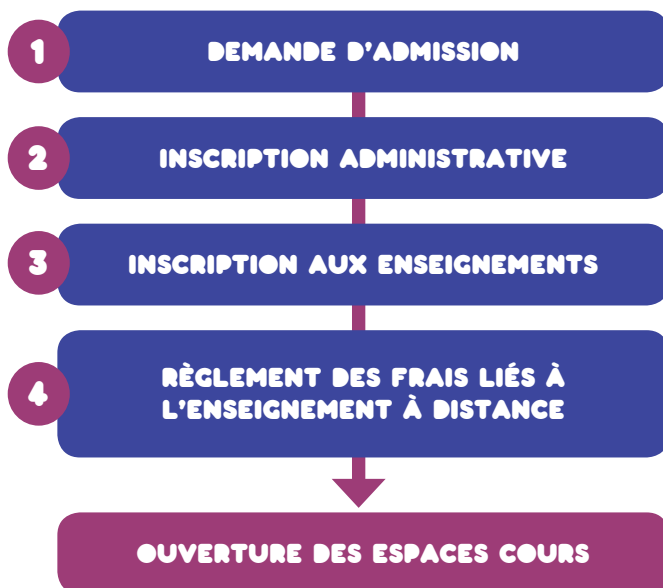 1 DEMANDE D'ADMISSION
2 INSCRIPTION ADMINISTRATIVE
3 INSCRIPTION AUX ENSEIGNEMENTS
4 RÈGLEMENT DES FRAIS LIÉS À
L'ENSEIGNEMENT À DISTANCE
OUVERTURE DES ESPACES COURS